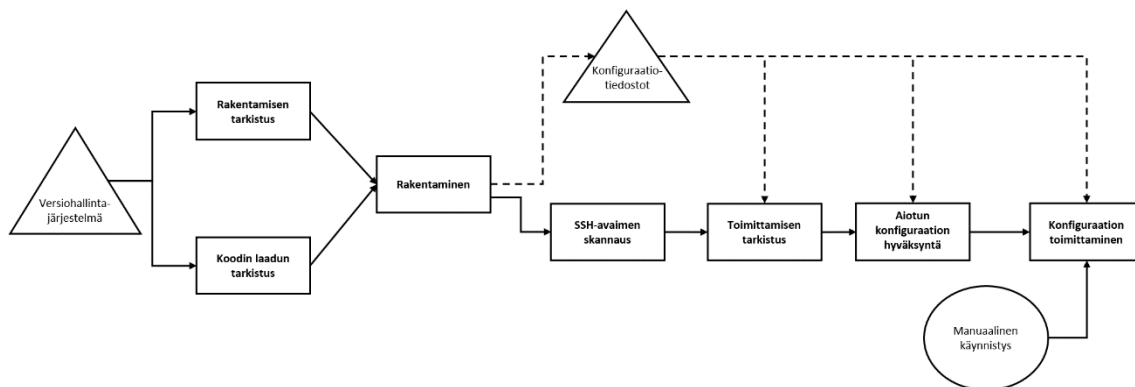 Konfiguraatio-
tiedostot
Rakentamisen
tarkistus
Versiohallinta-
järjestelmä
Rakentaminen
Koodin laadun
tarkistus
SSH-avaimen
skannaus
Toimittamisen
tarkistus
Aiotun
konfiguraation
hyväksyntä
Konfiguraation
toimittaminen
Manuaalinen
käynnistys